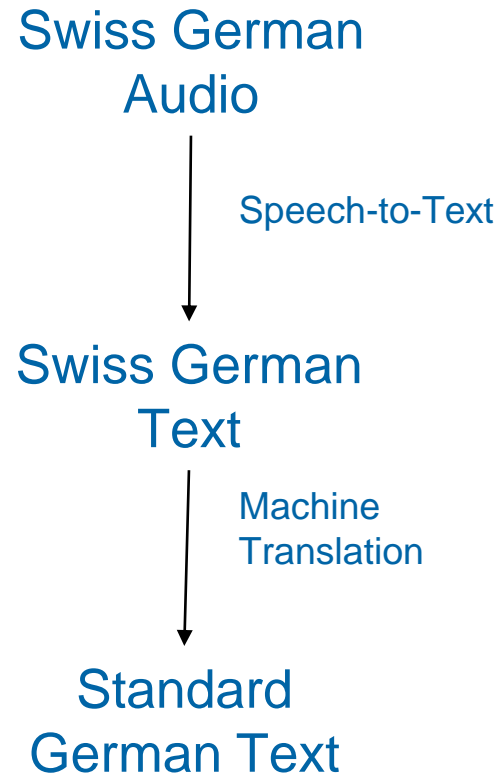 Swiss German
Audio
Speech-to-Text
Swiss German
Text
Machine
Translation
Standard
German Text